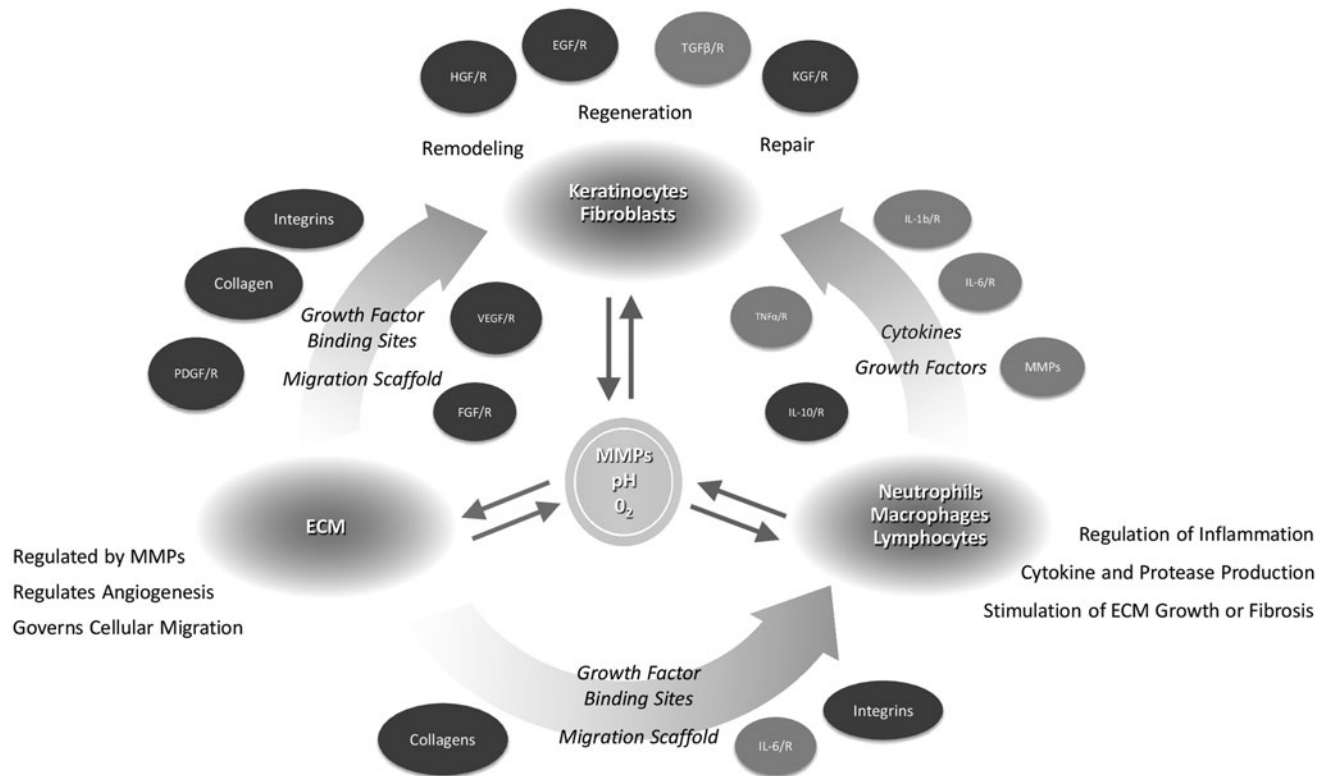 EGF/R
TGFβ/R
HGF/R
KGF/R
Regeneration
Remodeling
Repair
Keratinocytes
Fibroblasts
Integrins
Collagen
PDGF/R
Growth Factor
Binding Sites
Migration Scaffold
VEGF/R
FGF/R
IL-1b/R
IL-6/R
TNFα/R
Cytokines
Growth Factors
MMPs
IL-10/R
MMPs
pH
0₂
ECM
Neutrophils
Macrophages
Lymphocytes
Regulated by MMPs
Regulates Angiogenesis
Governs Cellular Migration
Regulation of Inflammation
Cytokine and Protease Production
Stimulation of ECM Growth or Fibrosis
Growth Factor
Binding Sites
Migration Scaffold
Collagens
IL-6/R
Integrins